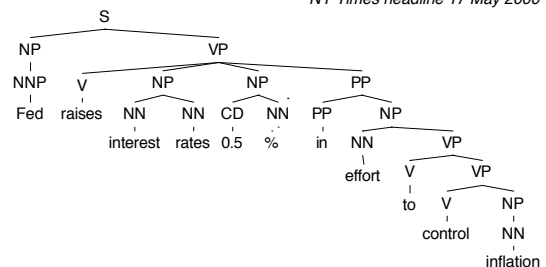 NY Times headline 17 May 2000
S
NP VP
NNP V NP NP PP
Fed raises NN NN CD NN PP NP
interest rates 0.5 % in NN VP
effort V VP
to V NP
control NN
inflation